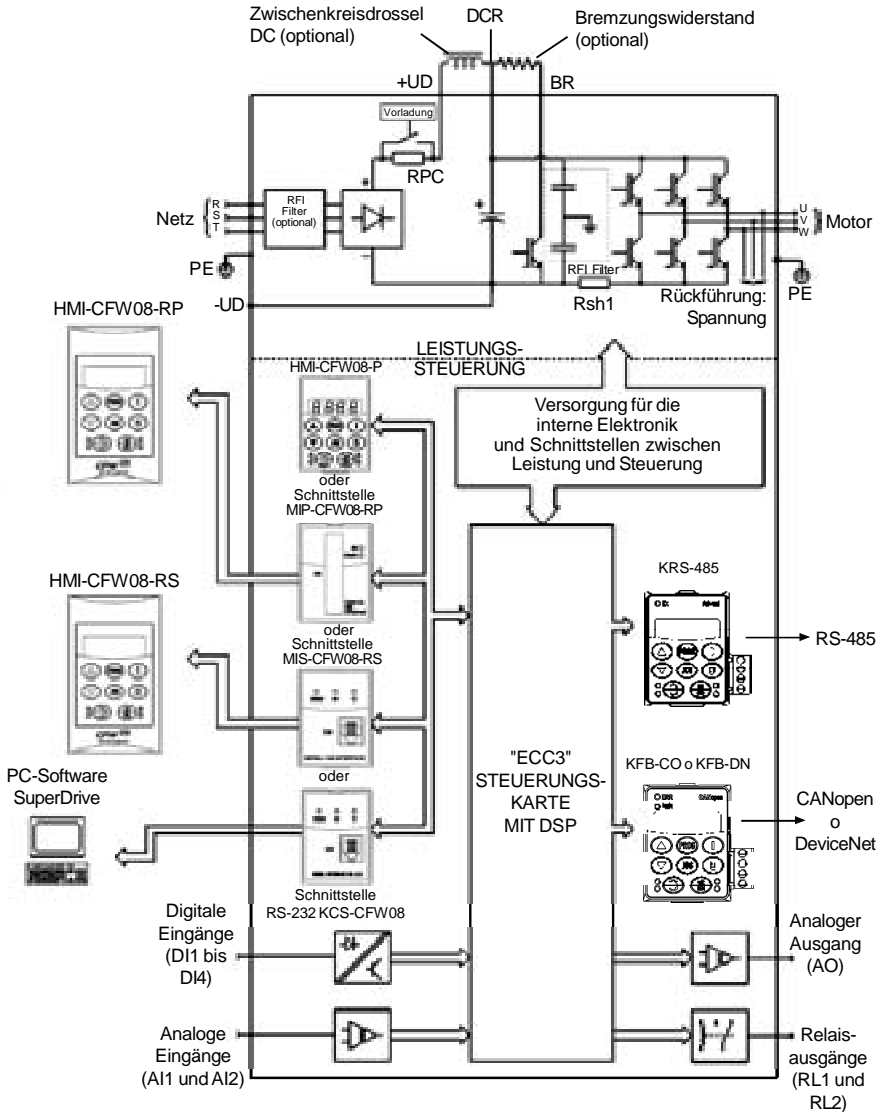 Zwischenkreisdrossel
DC (optional)
DCR
Bremzungswiderstand
(optional)
+UD
BR
Vorladung
RPC
Netz
R
S
T
RFI
Filter
(optional)
+
–
+
PE
-UD
RFI Filter
Rsh1
U
V
W
Motor
PE
Rückführung:
Spannung
HMI-CFW08-RP
LEISTUNGS-
STEUERUNG
HMI-CFW08-P
Versorgung für die
interne Elektronik
und Schnittstellen zwischen
Leistung und Steuerung
oder
Schnittstelle
MIP-CFW08-RP
HMI-CFW08-RS
oder
Schnittstelle
MIS-CFW08-RS
KRS-485
RS-485
oder
"ECC3"
STEUERUNGS-
KARTE
MIT DSP
PC-Software
SuperDrive
KFB-CO o KFB-DN
ERR
CANopen
PROG
CANopen
o
DeviceNet
Schnittstelle
RS-232 KCS-CFW08
Digitale
Eingänge
(DI1 bis
DI4)
Analoger
Ausgang
(AO)
Analoge
Eingänge
(AI1 und AI2)
Relais-
ausgänge
(RL1 und
RL2)